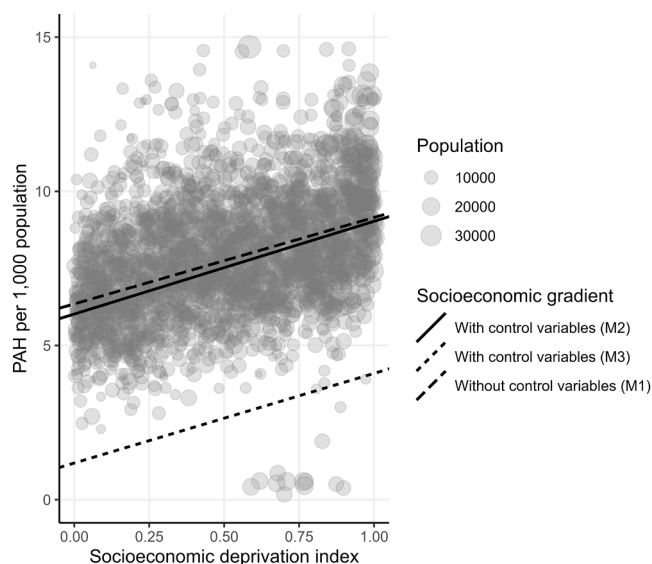 15
10
5
0
PAH per 1,000 population
0.00 0.25 0.50 0.75 1.00
Socioeconomic deprivation index
Population
10000
20000
30000
Socioeconomic gradient
With control variables (M2)
With control variables (M3)
Without control variables (M1)